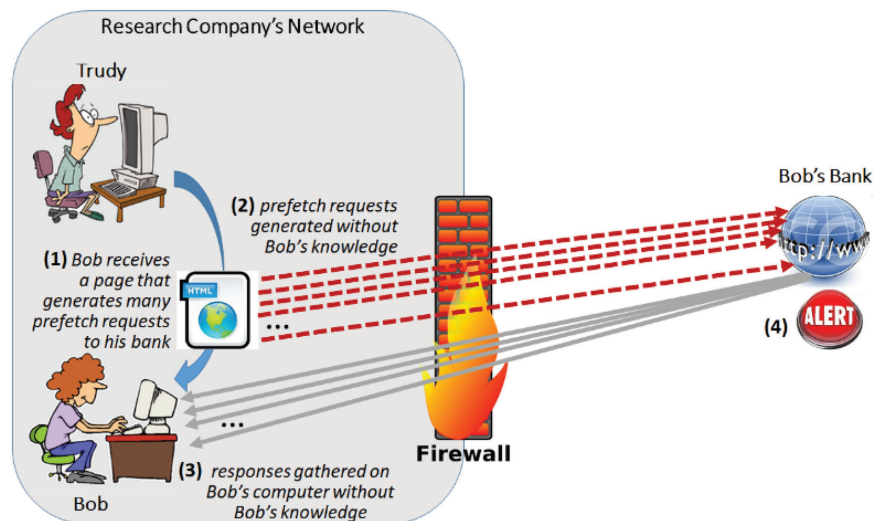 Research Company's Network
Trudy
(2) prefetch requests
generated without
Bob's knowledge
Bob's Bank
http://www
(1) Bob receives
a page that
generates many
prefetch requests
to his bank
HTML
...
ALERT
(4)
...
Firewall
(3) responses gathered on
Bob's computer without
Bob's knowledge
Bob